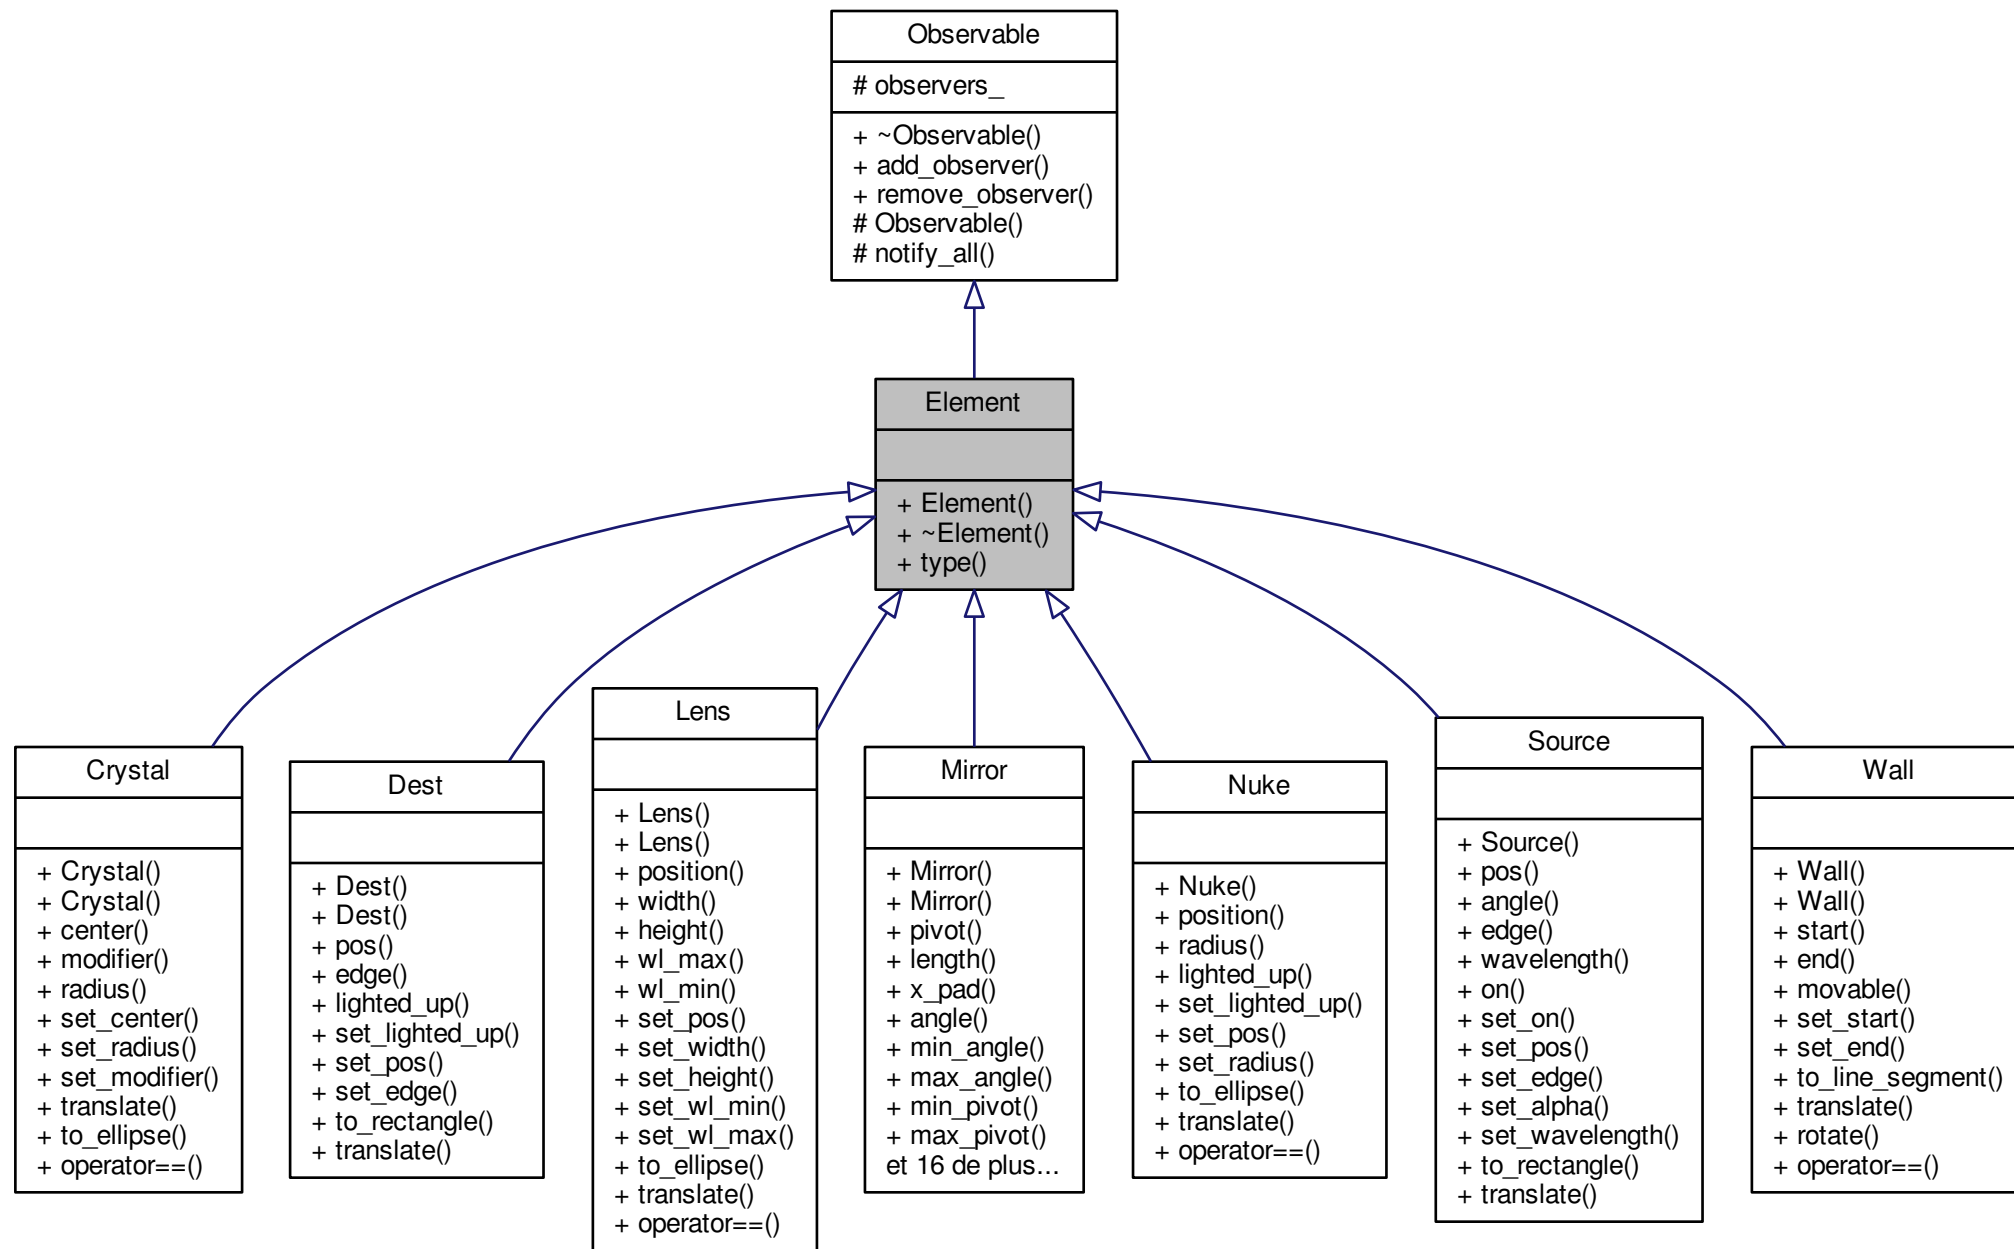 Observable
# observers_
+ ~Observable()
+ add_observer()
+ remove_observer()
# Observable()
# notify_all()
Element
+ Element()
+ ~Element()
+ type()
Crystal
+ Crystal()
+ Crystal()
+ center()
+ modifier()
+ radius()
+ set_center()
+ set_radius()
+ set_modifier()
+ translate()
+ to_ellipse()
+ operator==()
Dest
+ Dest()
+ Dest()
+ pos()
+ edge()
+ lighted_up()
+ set_lighted_up()
+ set_pos()
+ set_edge()
+ to_rectangle()
+ translate()
Lens
+ Lens()
+ Lens()
+ position()
+ width()
+ height()
+ wl_max()
+ wl_min()
+ set_pos()
+ set_width()
+ set_height()
+ set_wl_min()
+ set_wl_max()
+ to_ellipse()
+ translate()
+ operator==()
Mirror
+ Mirror()
+ Mirror()
+ pivot()
+ length()
+ x_pad()
+ angle()
+ min_angle()
+ max_angle()
+ min_pivot()
+ max_pivot()
et 16 de plus...
Nuke
+ Nuke()
+ position()
+ radius()
+ lighted_up()
+ set_lighted_up()
+ set_pos()
+ set_radius()
+ to_ellipse()
+ translate()
+ operator==()
Source
+ Source()
+ pos()
+ angle()
+ edge()
+ wavelength()
+ on()
+ set_on()
+ set_pos()
+ set_edge()
+ set_alpha()
+ set_wavelength()
+ to_rectangle()
+ translate()
Wall
+ Wall()
+ Wall()
+ start()
+ end()
+ movable()
+ set_start()
+ set_end()
+ to_line_segment()
+ translate()
+ rotate()
+ operator==()